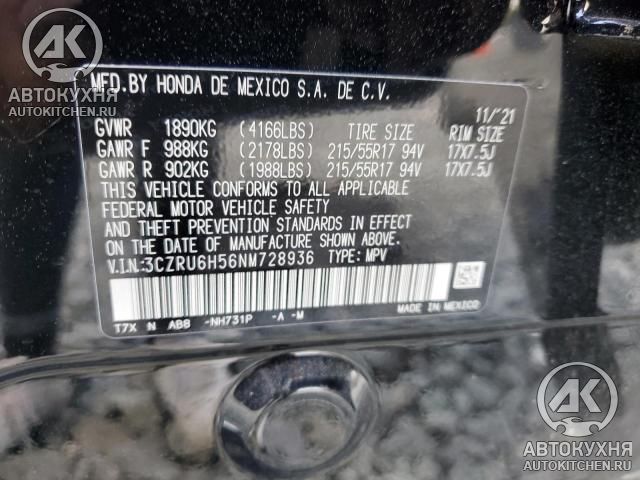 AK
АВТОКУХНЯ
AUTOKITCHEN.RU
MFD.BY HONDA DE MEXICO S.A. DE C.V.
11/'21
GVWR 1890KG (4166LBS) TIRE SIZE RIM SIZE
GAWR F 988KG (2178LBS) 215/55R17 94V 17X7.5J
GAWR R 902KG (1988LBS) 215/55R17 94V 17X7.5J
THIS VEHICLE CONFORMS TO ALL APPLICABLE
FEDERAL MOTOR VEHICLE SAFETY
AND THEFT PREVENTION STANDARDS IN EFFECT
ON THE DATE OF MANUFACTURE SHOWN ABOVE.
V.I.N.:3CZRU6H56NM728936 TYPE: MPV
T7X N ABB -NH731P -A -M MADE IN MEXICO
AK
АВТОКУХНЯ
AUTOKITCHEN.RU